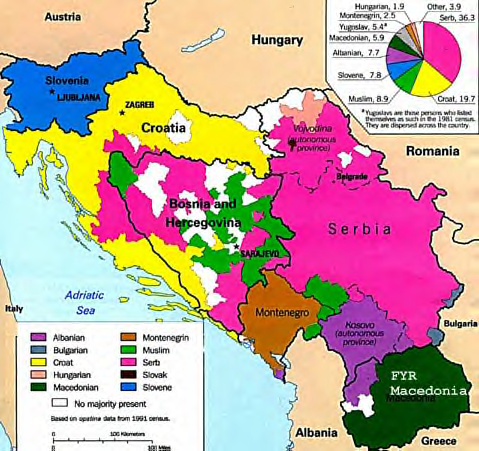 Austria
Hungary
Romania
Italy
Adriatic
Sea
Albania
Greece
Bulgaria
Slovenia
LJUBLJANA
ZAGREB
Croatia
Vojvodina
(autonomous
province)
Belgrade
Bosnia and
Hercegovina
SARAJEVO
Serbia
Montenegro
Kosovo
(autonomous
province)
FYR
Macedonia
Macedonia
Hungarian, 1.9
Montenegrin, 2.5
Yugoslav, 5.4*
Macedonian, 5.9
Albanian, 7.7
Slovene, 7.8
Muslim, 8.9
Other, 3.9
Serb, 36.3
Croat, 19.7
*Yugoslavs are those persons who listed
themselves as such in the 1981 census.
They are dispersed across the country.
Albanian
Bulgarian
Croat
Hungarian
Macedonian
Montenegrin
Muslim
Serb
Slovak
Slovene
No majority present
Based on opstina data from 1991 census.
0 100 Kilometers
0 100 Miles